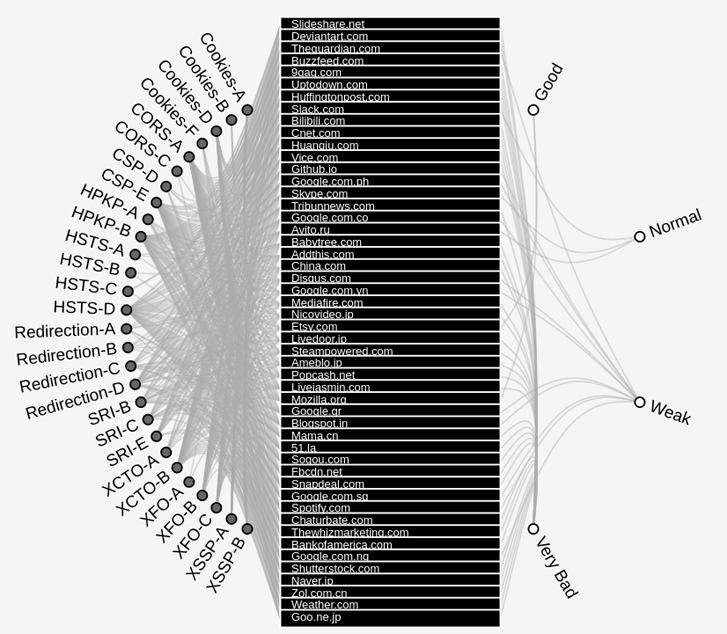 Cookies-A
Cookies-B
Cookies-D
Cookies-F
CORS-A
CORS-C
CSP-D
CSP-E
HPKP-A
HPKP-B
HSTS-A
HSTS-B
HSTS-C
HSTS-D
Redirection-A
Redirection-B
Redirection-C
Redirection-D
SRI-B
SRI-C
SRI-E
XCTO-A
XCTO-B
XFO-A
XFO-B
XFO-C
XSSP-A
XSSP-B
Slideshare.net
Deviantart.com
Theguardian.com
Buzzfeed.com
9gag.com
Uptodown.com
Huffingtonpost.com
Slack.com
Bilibili.com
Cnet.com
Huanqiu.com
Vice.com
Github.io
Google.com.ph
Skype.com
Tribunnews.com
Google.com.co
Avito.ru
Babytree.com
Addthis.com
China.com
Disqus.com
Google.com.vn
Mediafire.com
Nicovideo.jp
Etsy.com
Livedoor.jp
Steampowered.com
Ameblo.jp
Popcash.net
Livejasmin.com
Mozilla.org
Google.gr
Blogspot.in
Mama.cn
51.la
Sogou.com
Fbcdn.net
Snapdeal.com
Google.com.sg
Spotify.com
Chaturbate.com
Thewhizmarketing.com
Bankofamerica.com
Google.com.ng
Shutterstock.com
Naver.jp
Zol.com.cn
Weather.com
Goo.ne.jp
Good
Normal
Weak
Very Bad